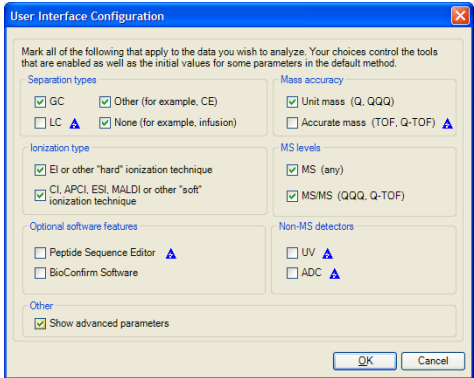 User Interface Configuration
Mark all of the following that apply to the data you wish to analyze. Your choices control the tools
that are enabled as well as the initial values for some parameters in the default method.
Separation types
GC
Other (for example, CE)
LC
None (for example, infusion)
Mass accuracy
Unit mass (Q, QQQ)
Accurate mass (TOF, Q-TOF)
Ionization type
EI or other "hard" ionization technique
CI, APCI, ESI, MALDI or other "soft"
ionization technique
MS levels
MS (any)
MS/MS (QQQ, Q-TOF)
Optional software features
Peptide Sequence Editor
BioConfirm Software
Non-MS detectors
UV
ADC
Other
Show advanced parameters
OK
Cancel